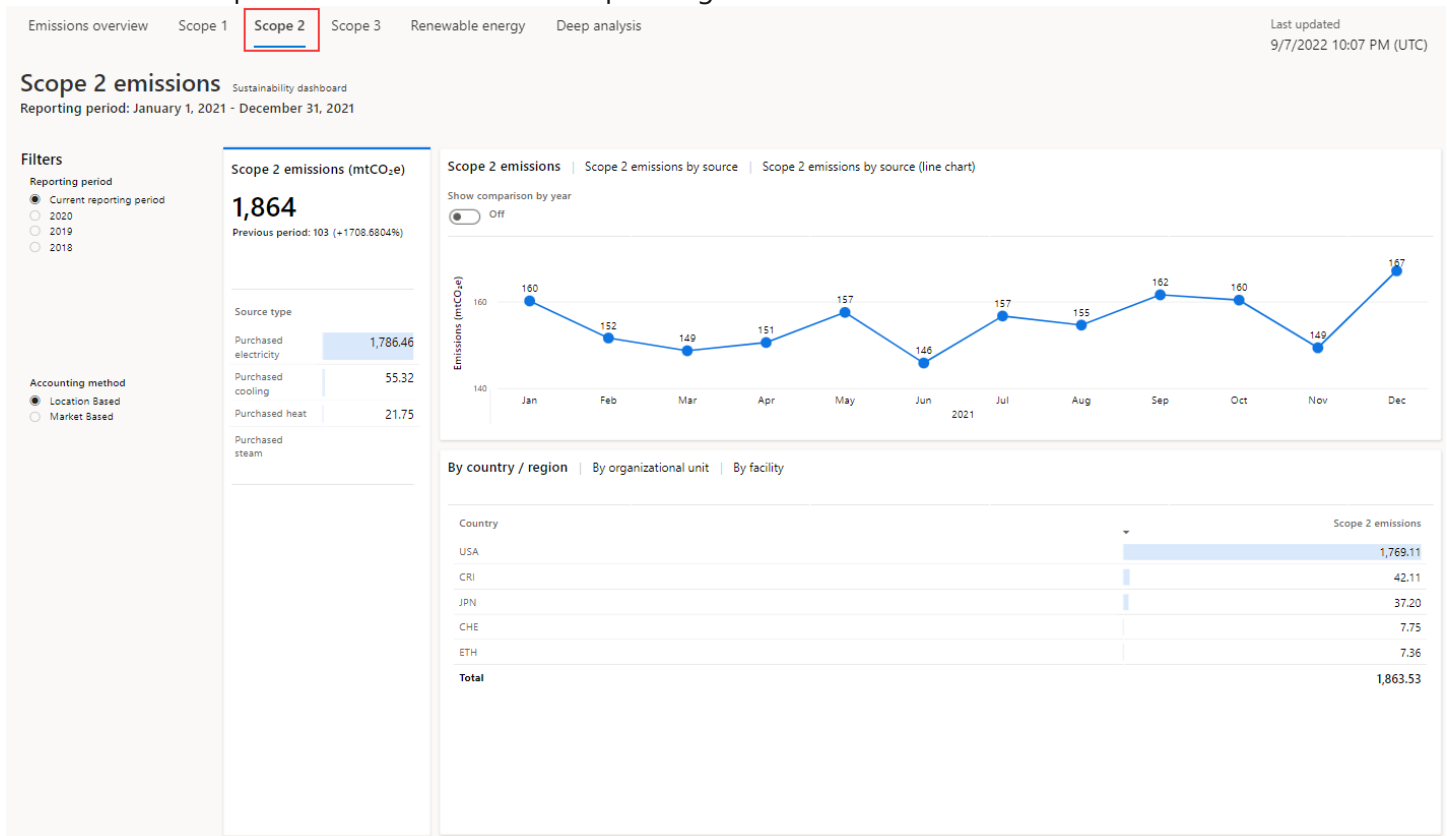 Emissions overview Scope 1 Scope 2 Scope 3 Renewable energy Deep analysis
Last updated
9/7/2022 10:07 PM (UTC)
Scope 2 emissions Sustainability dashboard
Reporting period: January 1, 2021 - December 31, 2021
Filters
Reporting period
Current reporting period
2020
2019
2018
Accounting method
Location Based
Market Based
Scope 2 emissions (mtCO₂e)
1,864
Previous period: 103 (+1708.6804%)
Source type
Purchased
electricity
1,786.46
Purchased
cooling
55.32
Purchased heat 21.75
Purchased
steam
Scope 2 emissions | Scope 2 emissions by source | Scope 2 emissions by source (line chart)
Show comparison by year
Off
Emissions (mtCO₂e)
160
140
160 152 149 151 157 146 157 155 162 160 149 167
Jan Feb Mar Apr May Jun Jul Aug Sep Oct Nov Dec
2021
By country / region | By organizational unit | By facility
Country Scope 2 emissions
USA 1,769.11
CRI 42.11
JPN 37.20
CHE 7.75
ETH 7.36
Total 1,863.53